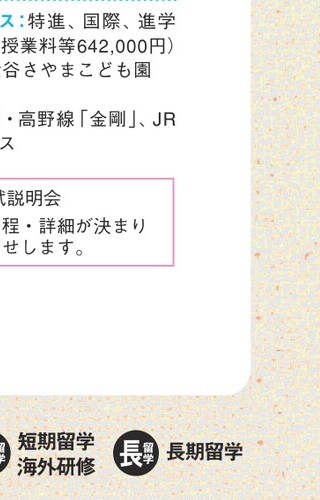 ス：特進、国際、進学
授業料等642,000円）
谷さやまこども園
・高野線「金剛」、JR
ス
説明会
程・詳細が決まり
せします。
短期留学
海外研修
長 留学 長期留学